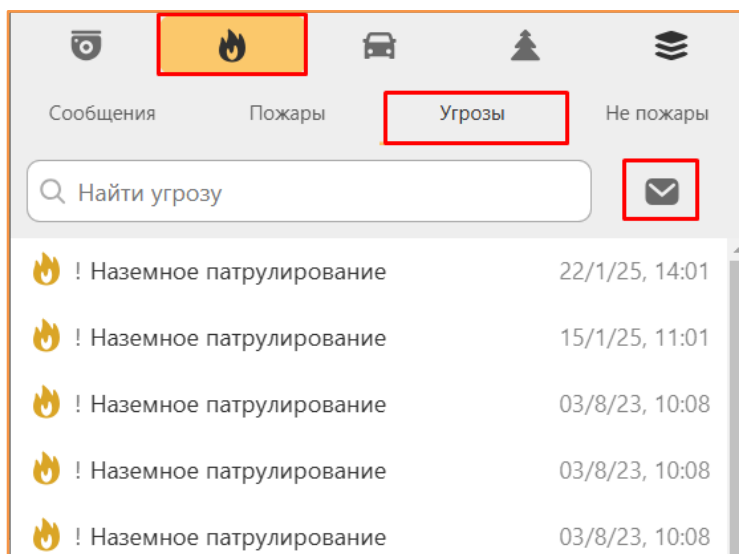 Сообщения Пожары Угрозы Не пожары
Найти угрозу
! Наземное патрулирование 22/1/25, 14:01
! Наземное патрулирование 15/1/25, 11:01
! Наземное патрулирование 03/8/23, 10:08
! Наземное патрулирование 03/8/23, 10:08
! Наземное патрулирование 03/8/23, 10:08